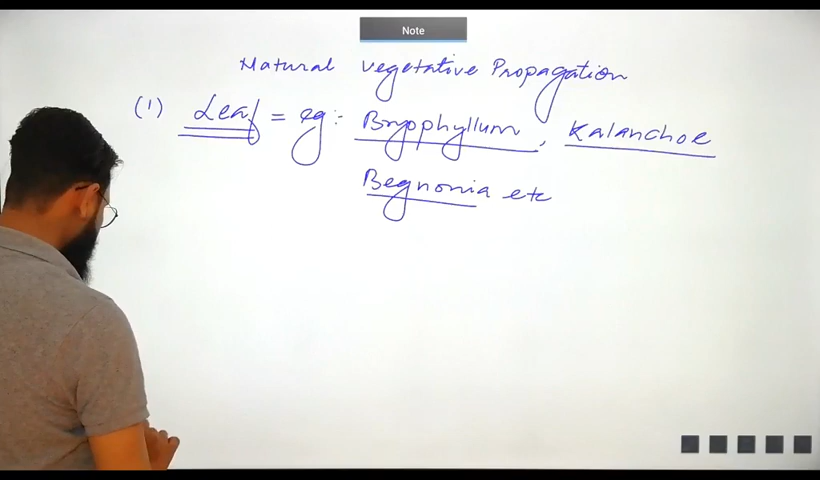 Note
Natural vegetative Propagation
(1) Leaf = eg:- Bryophyllum, Kalanchoe
Begnonia etc